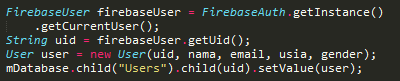 FirebaseUser firebaseUser = FirebaseAuth.getInstance()
.getCurrentUser();
String uid = firebaseUser.getUid();
User user = new User(uid, nama, email, usia, gender);
mDatabase.child("Users").child(uid).setValue(user);